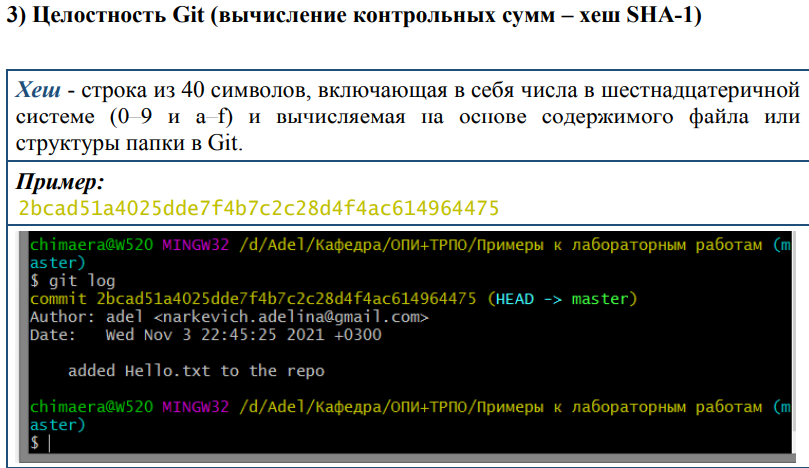 3) Целостность Git (вычисление контрольных сумм – хеш SHA-1)
Хеш - строка из 40 символов, включающая в себя числа в шестнадцатеричной
системе (0–9 и a–f) и вычисляемая на основе содержимого файла или
структуры папки в Git.
Пример:
2bcad51a4025dde7f4b7c2c28d4f4ac614964475
chimaera@W520 MINGW32 /d/Adel/Кафедра/ОПИ+ТРПО/Примеры к лабораторным работам (m
aster)
$ git log
commit 2bcad51a4025dde7f4b7c2c28d4f4ac614964475 (HEAD -> master)
Author: adel <narkevich.adelina@gmail.com>
Date:   Wed Nov 3 22:45:25 2021 +0300
added Hello.txt to the repo
chimaera@W520 MINGW32 /d/Adel/Кафедра/ОПИ+ТРПО/Примеры к лабораторным работам (m
aster)
$